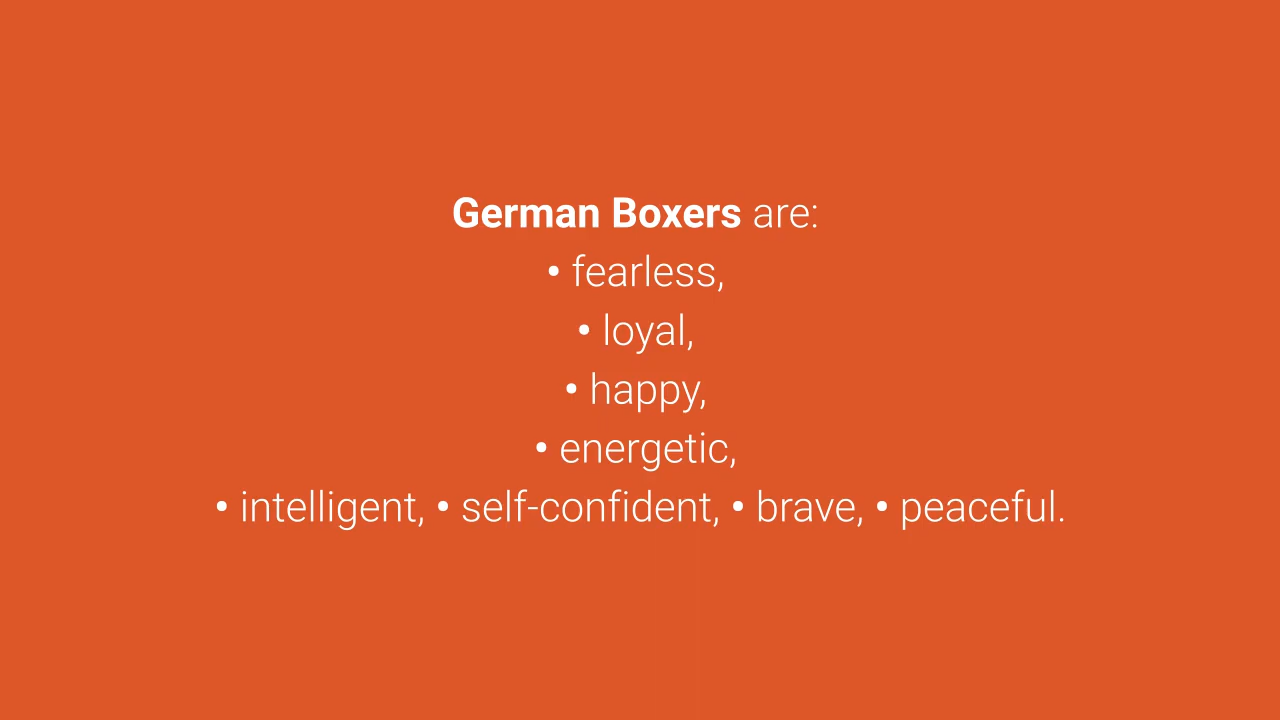 German Boxers are:
• fearless,
• loyal,
• happy,
• energetic,
• intelligent, • self-confident, • brave, • peaceful.